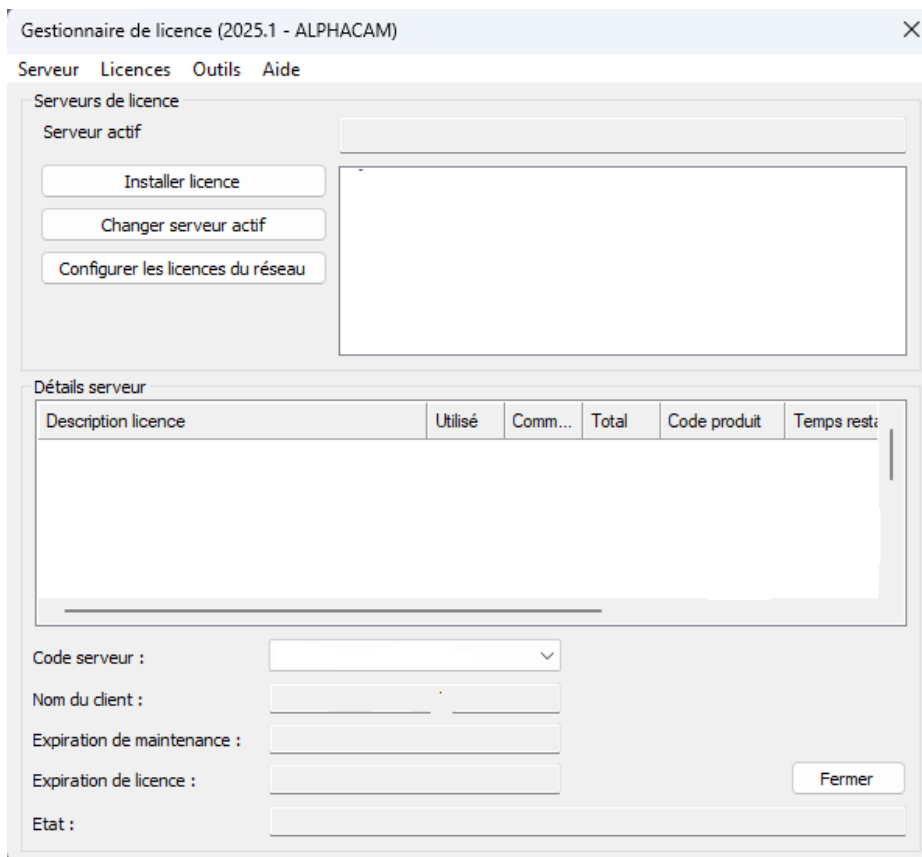 Gestionnaire de licence (2025.1 - ALPHACAM)
Serveur Licences Outils Aide
Serveurs de licence
Serveur actif
Installer licence
Changer serveur actif
Configurer les licences du réseau
Détails serveur
Description licence Utilisé Comm... Total Code produit Temps resta
Code serveur :
Nom du client :
Expiration de maintenance :
Expiration de licence :
Fermer
Etat :